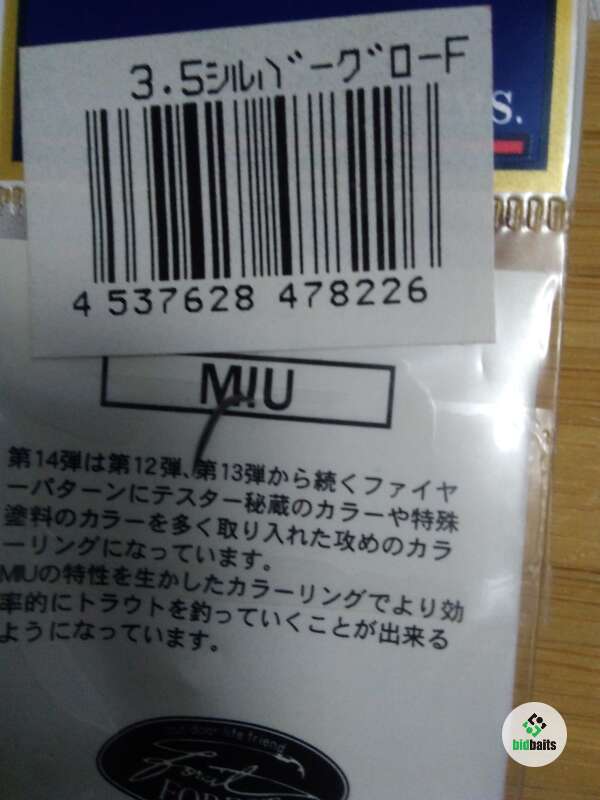 3.5シルバーグローF
S.
4 537628 478226
MIU
第14弾は第12弾、第13弾から続くファイヤ
ーパターンにテスター秘蔵のカラーや特殊
塗料のカラーを多く取り入れた攻めのカラ
ーリングになっています。
MIUの特性を生かしたカラーリングでより効
率的にトラウトを釣っていくことが出来る
ようになっています。
outdoor life friend
bidbaits